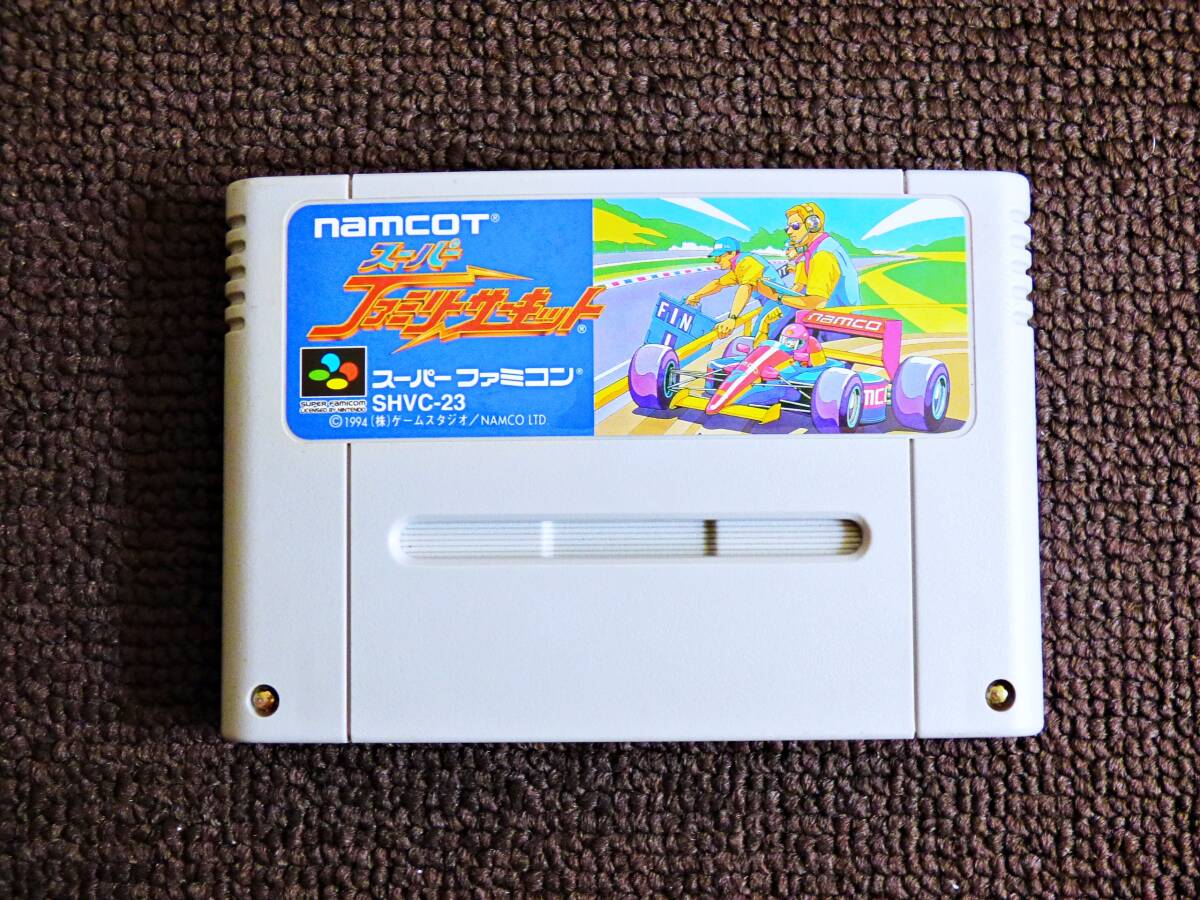 namcoT®
スーパー
ファミリーサーキット®
スーパーファミコン®
SUPER FAMICOM
LICENSED BY NINTENDO
SHVC-23
©1994 (株)ゲームスタジオ/NAMCO LTD.
FIN
namco